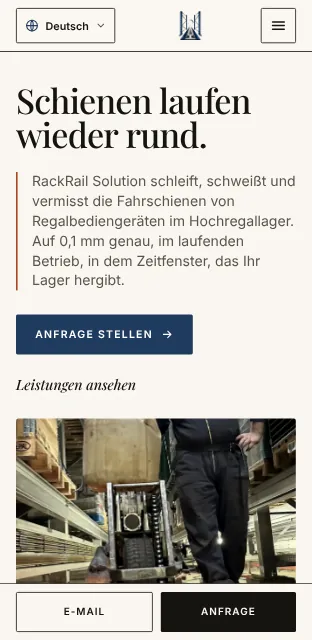 Deutsch
Schienen laufen
wieder rund.
RackRail Solution schleift, schweißt und
vermisst die Fahrschienen von
Regalbediengeräten im Hochregallager.
Auf 0,1 mm genau, im laufenden
Betrieb, in dem Zeitfenster, das Ihr
Lager hergibt.
ANFRAGE STELLEN →
Leistungen ansehen
E-MAIL
ANFRAGE